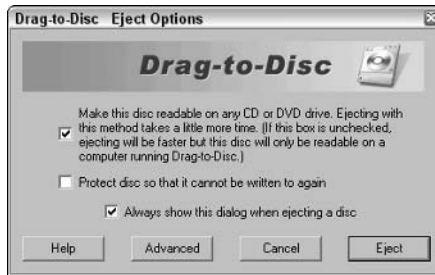 Drag-to-Disc Eject Options
Drag-to-Disc
Make this disc readable on any CD or DVD drive. Ejecting with
this method takes a little more time. (If this box is unchecked,
ejecting will be faster but this disc will only be readable on a
computer running Drag-to-Disc.)
Protect disc so that it cannot be written to again
Always show this dialog when ejecting a disc
Help Advanced Cancel Eject